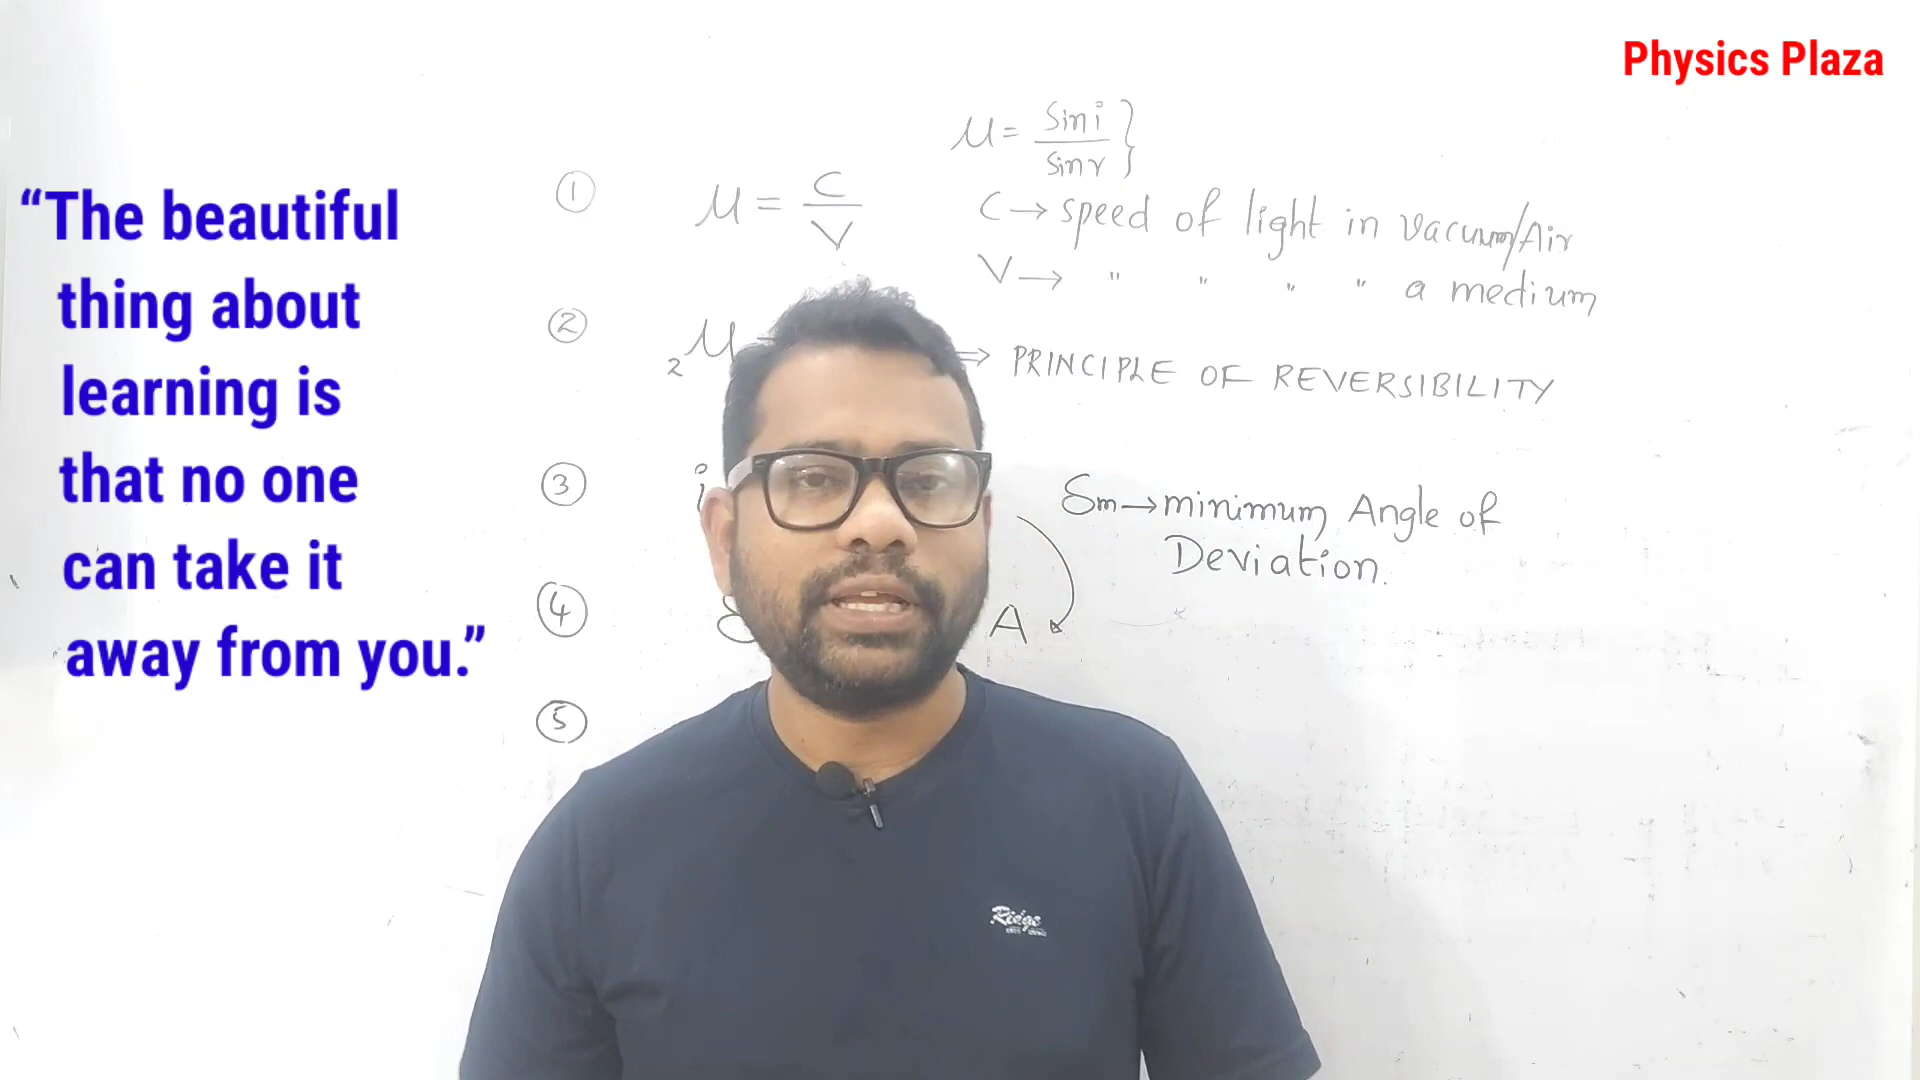 Physics Plaza
“The beautiful
thing about
learning is
that no one
can take it
away from you.”
μ = Sin i / Sin r }
① μ = C / V
C → speed of light in vacuum/Air
V → " " " " a medium
② ₂μ ⇒ PRINCIPLE OF REVERSIBILITY
③ i
δm → minimum Angle of
Deviation.
④ A
⑤
Ridge